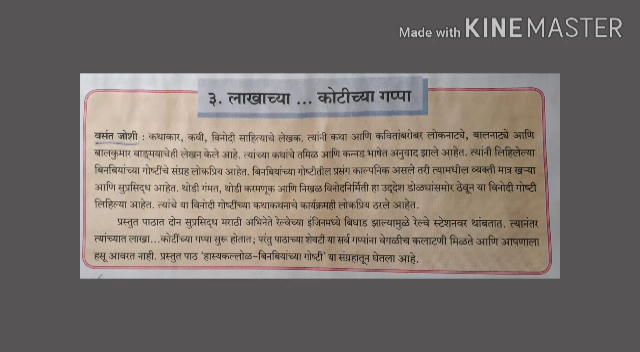 Made with KINEMASTER
३. लाखाच्या ... कोटीच्या गप्पा
वसंत जोशी : कथाकार, कवी, विनोदी साहित्याचे लेखक. त्यांनी कथा आणि कवितांबरोबर लोकनाट्ये, बालनाट्ये आणि
बालकुमार वाङ्मयाचेही लेखन केले आहे. त्यांच्या कथांचे तमिळ आणि कन्नड भाषेत अनुवाद झाले आहेत. त्यांनी लिहिलेल्या
बिनबियांच्या गोष्टींचे संग्रह लोकप्रिय आहेत. बिनबियांच्या गोष्टीतील प्रसंग काल्पनिक असले तरी त्यामधील व्यक्ती मात्र खऱ्या
आणि सुप्रसिद्ध आहेत. थोडी गंमत, थोडी करमणूक आणि निखळ विनोदनिर्मिती हा उद्देश डोळ्यांसमोर ठेवून या विनोदी गोष्टी
लिहिल्या आहेत. त्यांचे या विनोदी गोष्टींच्या कथाकथनाचे कार्यक्रमही लोकप्रिय ठरले आहेत.
प्रस्तुत पाठात दोन सुप्रसिद्ध मराठी अभिनेते रेल्वेच्या इंजिनमध्ये बिघाड झाल्यामुळे रेल्वे स्टेशनवर थांबतात. त्यानंतर
त्यांच्यात लाखा...कोटींच्या गप्पा सुरू होतात; परंतु पाठाच्या शेवटी या सर्व गप्पांना वेगळीच कलाटणी मिळते आणि आपणाला
हसू आवरत नाही. प्रस्तुत पाठ 'हास्यकल्लोळ-बिनबियांच्या गोष्टी' या संग्रहातून घेतला आहे.